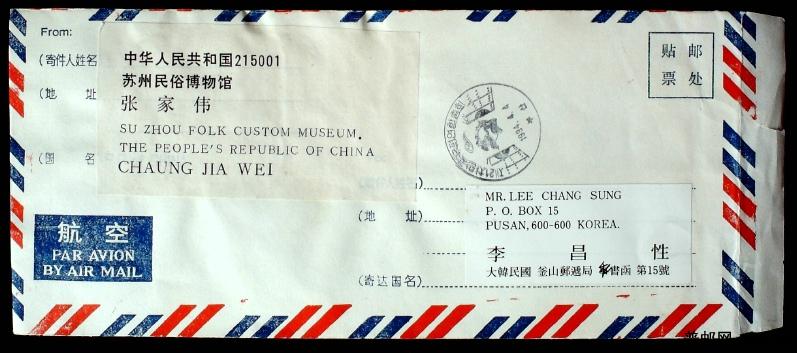 From:
(寄件人姓名
(地 址
(国 名
中华人民共和国215001
苏州民俗博物馆
张 家 伟
SU ZHOU FOLK CUSTOM MUSEUM.
THE PEOPLE'S REPUBLIC OF CHINA
CHAUNG JIA WEI
贴 邮
票 处
1994. 4. 4
航 空
PAR AVION
BY AIR MAIL
(地 址)
(寄达国名)
MR. LEE CHANG SUNG
P. O. BOX 15
PUSAN, 600-600 KOREA.
李 昌 性
大韓民國 釜山郵遞局 書函 第15號